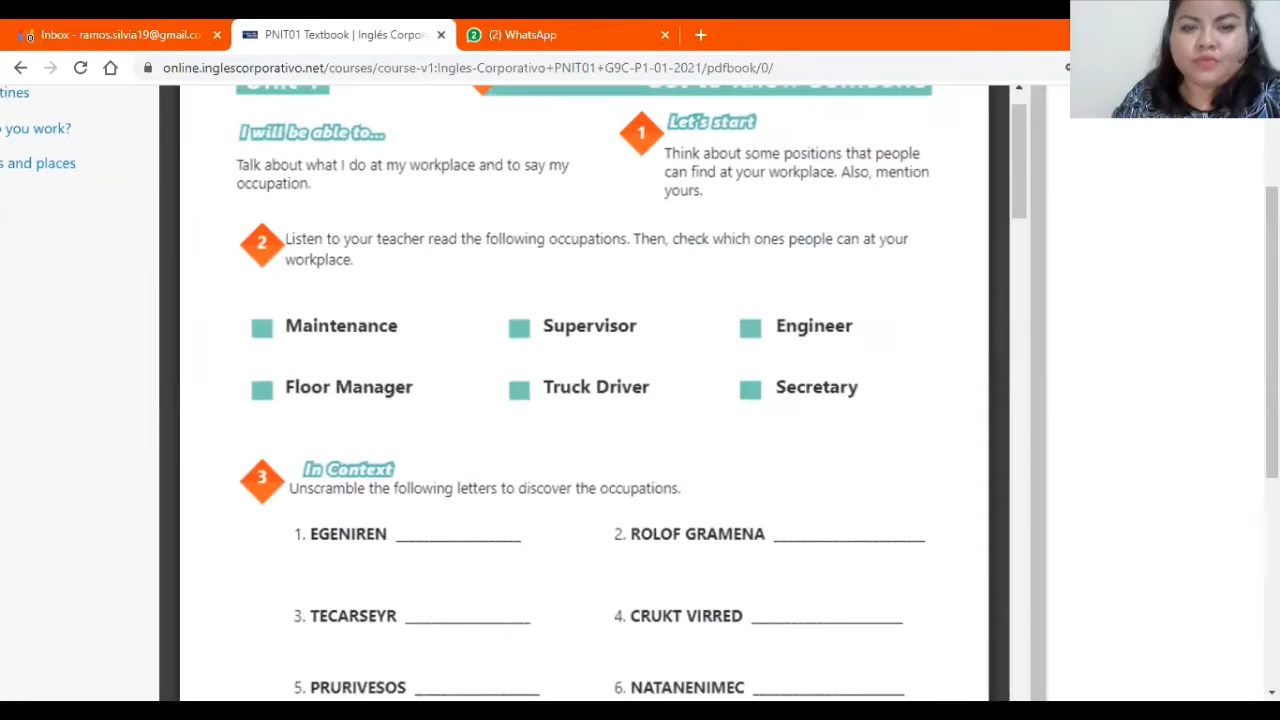 Inbox - ramos.silvia19@gmail.co
PNIT01 Textbook | Inglés Corpor
(2) WhatsApp
online.inglescorporativo.net/courses/course-v1:Ingles-Corporativo+PNIT01+G9C-P1-01-2021/pdfbook/0/
tines
o you work?
s and places
I will be able to...
Talk about what I do at my workplace and to say my
occupation.
1
Let's start
Think about some positions that people
can find at your workplace. Also, mention
yours.
2
Listen to your teacher read the following occupations. Then, check which ones people can at your
workplace.
Maintenance
Supervisor
Engineer
Floor Manager
Truck Driver
Secretary
3
In Context
Unscramble the following letters to discover the occupations.
1. EGENIREN ____________
2. ROLOF GRAMENA ____________
3. TECARSEYR ____________
4. CRUKT VIRRED ____________
5. PRURIVESOS ____________
6. NATANENIMEC ____________